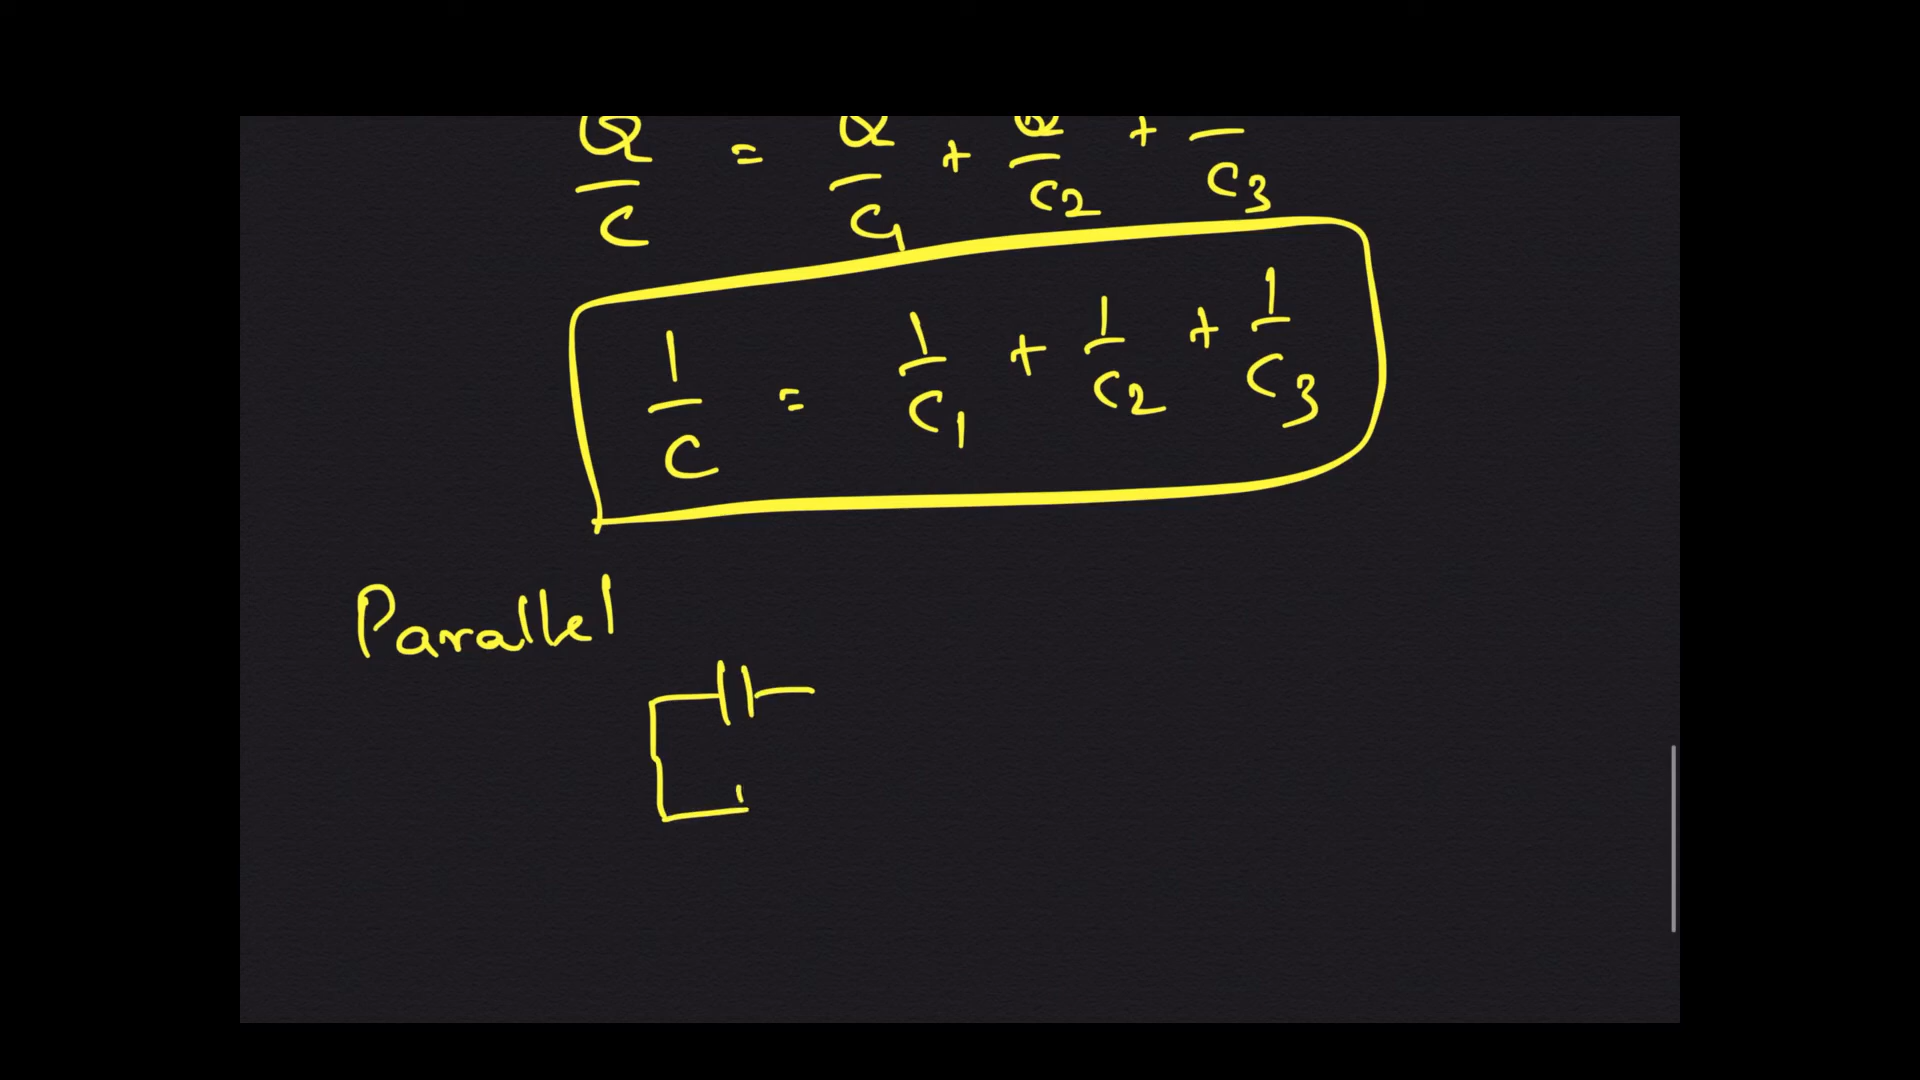 Q/C = Q/C1 + Q/C2 + /C3
1/C = 1/C1 + 1/C2 + 1/C3
Parallel